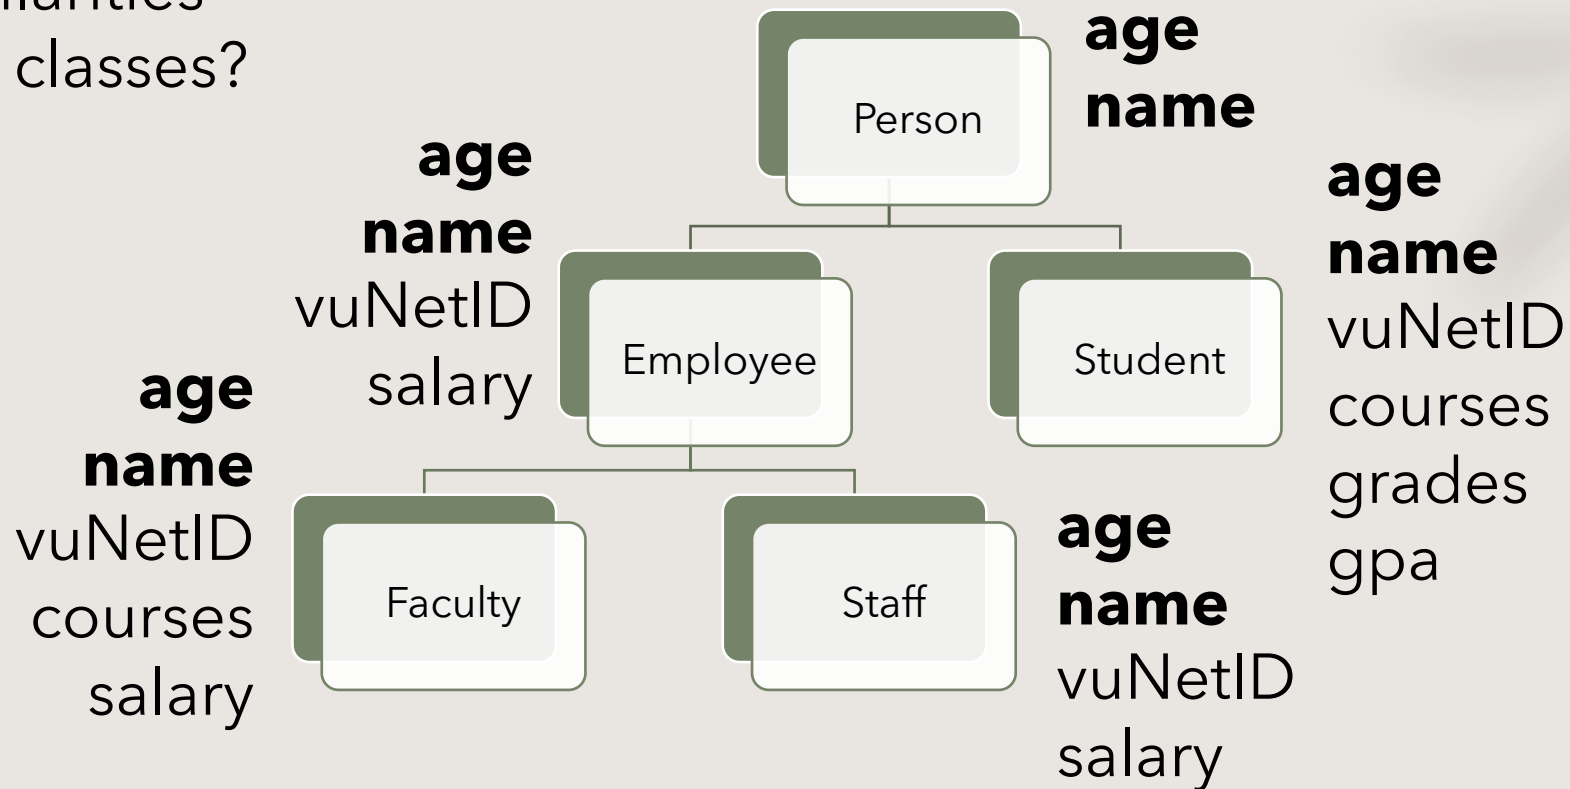 classes?
Person
age
name
age
name
vuNetID
salary
Employee
Student
age
name
vuNetID
courses
grades
gpa
age
name
vuNetID
courses
salary
Faculty
Staff
age
name
vuNetID
salary